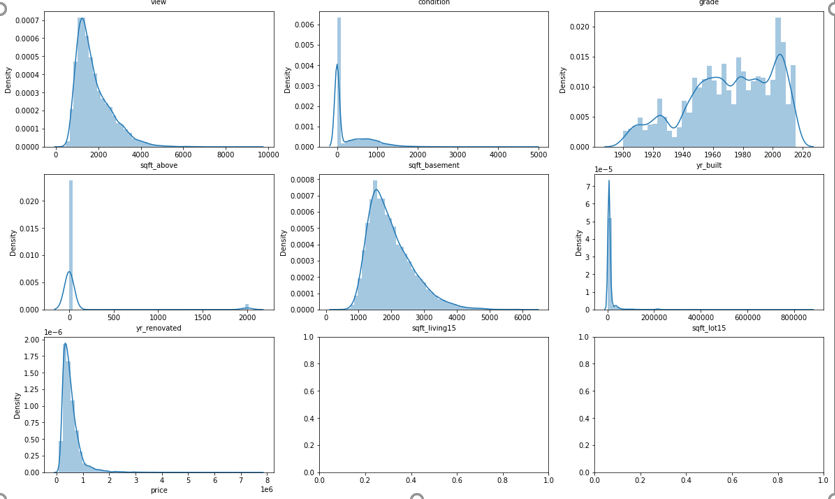 view condition grade
0.0007
0.0006
0.0005
0.0004
0.0003
0.0002
0.0001
0.0000
Density
0 2000 4000 6000 8000 10000
sqft_above
0.006
0.005
0.004
0.003
0.002
0.001
0.000
Density
0 1000 2000 3000 4000 5000
sqft_basement
0.020
0.015
0.010
0.005
0.000
Density
1900 1920 1940 1960 1980 2000 2020
yr_built
0.020
0.015
0.010
0.005
0.000
Density
0 500 1000 1500 2000
yr_renovated
0.0008
0.0007
0.0006
0.0005
0.0004
0.0003
0.0002
0.0001
0.0000
Density
0 1000 2000 3000 4000 5000 6000
sqft_living15
1e-5
7
6
5
4
3
2
1
0
Density
0 200000 400000 600000 800000
sqft_lot15
1e-6
2.00
1.75
1.50
1.25
1.00
0.75
0.50
0.25
0.00
Density
0 1 2 3 4 5 6 7 8
1e6
price
1.0
0.8
0.6
0.4
0.2
0.0
0.0 0.2 0.4 0.6 0.8 1.0
1.0
0.8
0.6
0.4
0.2
0.0
0.0 0.2 0.4 0.6 0.8 1.0